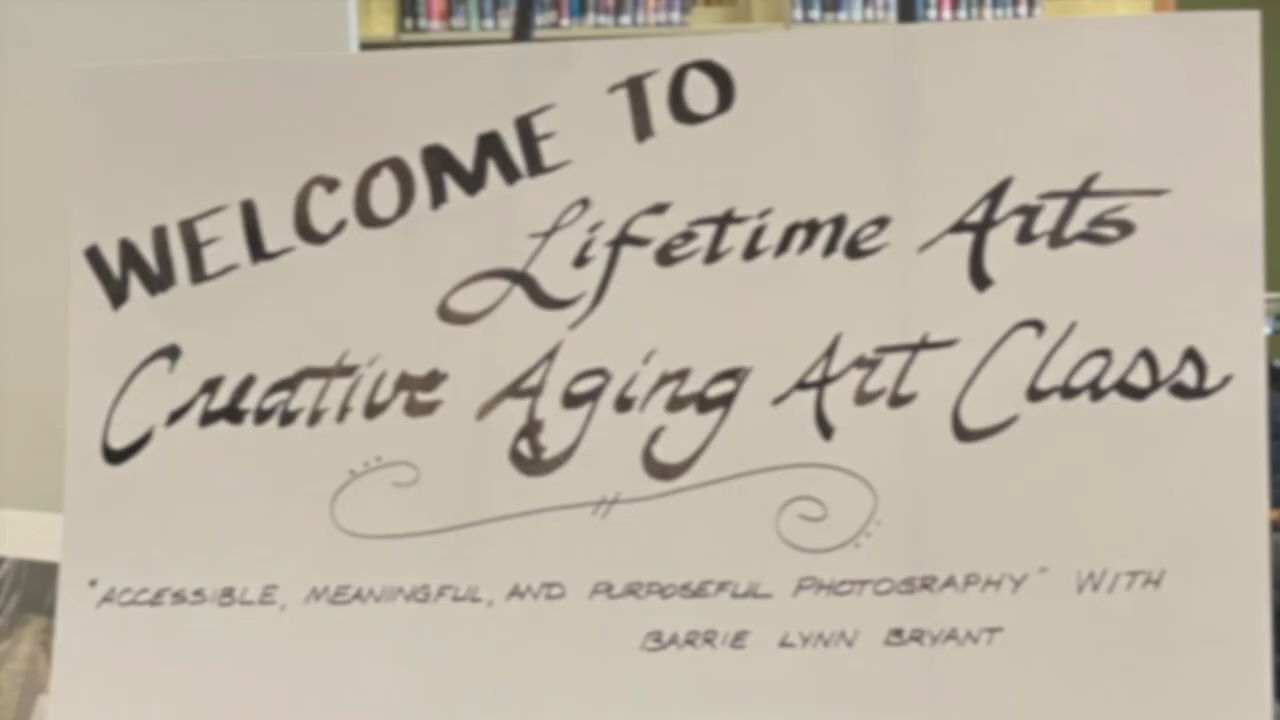 WELCOME TO
Lifetime Arts
Creative Aging Art Class
"ACCESSIBLE, MEANINGFUL, AND PURPOSEFUL PHOTOGRAPHY" WITH
BARRIE LYNN BRYANT